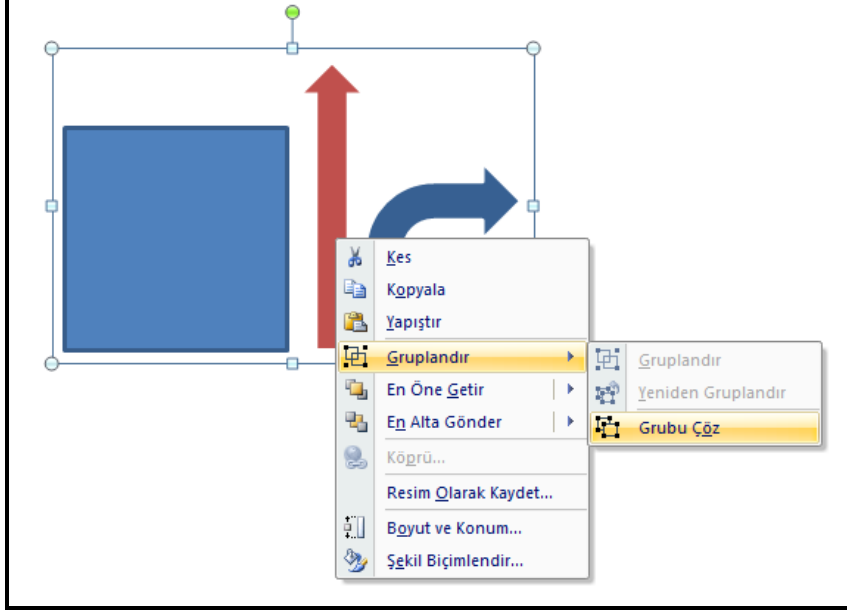 Kes
Kopyala
Yapıştır
Gruplandır
En Öne Getir
En Alta Gönder
Köprü...
Resim Olarak Kaydet...
Boyut ve Konum...
Şekil Biçimlendir...
Gruplandır
Yeniden Gruplandır
Grubu Çöz